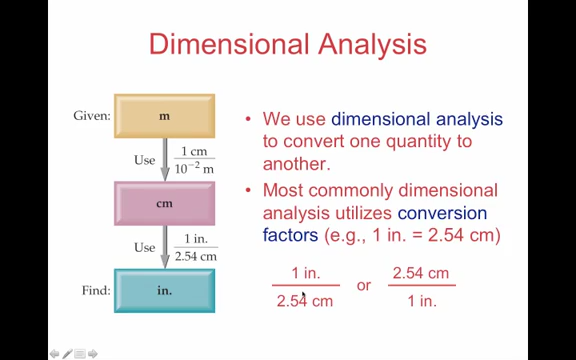 Dimensional Analysis
Given:
m
Use
1 cm
10⁻² m
cm
Use
1 in.
2.54 cm
Find:
in.
• We use dimensional analysis
to convert one quantity to
another.
• Most commonly dimensional
analysis utilizes conversion
factors (e.g., 1 in. = 2.54 cm)
1 in.
2.54 cm
or
2.54 cm
1 in.